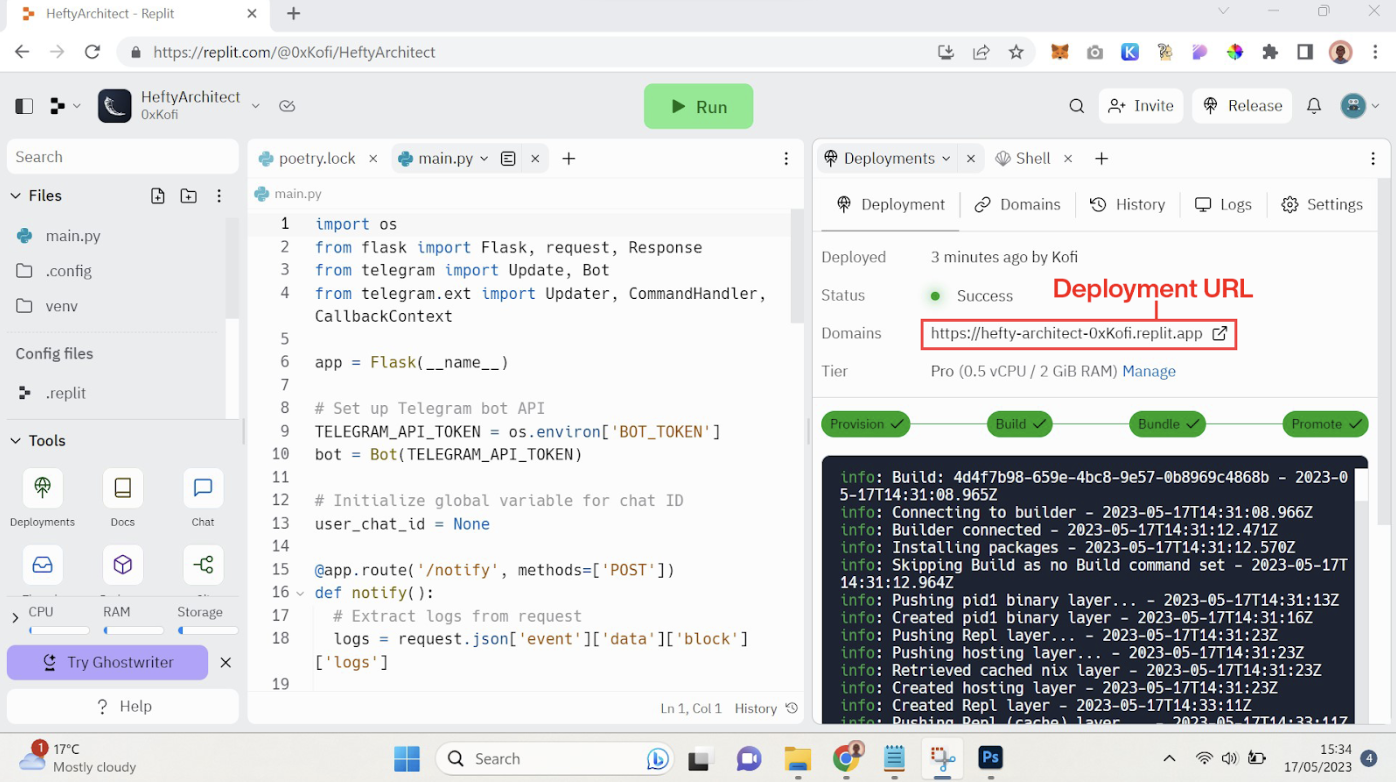 HeftyArchitect - Replit
https://replit.com/@0xKofi/HeftyArchitect
HeftyArchitect
0xKofi
Run
Invite
Release
Search
Files
main.py
.config
venv
Config files
.replit
Tools
Deployments
Docs
Chat
CPU
RAM
Storage
Try Ghostwriter
? Help
poetry.lock
main.py
main.py
1 import os
2 from flask import Flask, request, Response
3 from telegram import Update, Bot
4 from telegram.ext import Updater, CommandHandler,
CallbackContext
5
6 app = Flask(__name__)
7
8 # Set up Telegram bot API
9 TELEGRAM_API_TOKEN = os.environ['BOT_TOKEN']
10 bot = Bot(TELEGRAM_API_TOKEN)
11
12 # Initialize global variable for chat ID
13 user_chat_id = None
14
15 @app.route('/notify', methods=['POST'])
16 def notify():
17 # Extract logs from request
18 logs = request.json['event']['data']['block']
['logs']
19
Ln 1, Col 1 History
Deployments
Shell
Deployment
Domains
History
Logs
Settings
Deployed 3 minutes ago by Kofi
Status Success
Deployment URL
Domains https://hefty-architect-0xKofi.replit.app
Tier Pro (0.5 vCPU / 2 GiB RAM) Manage
Provision
Build
Bundle
Promote
info: Build: 4d4f7b98-659e-4bc8-9e57-0b8969c4868b - 2023-0
5-17T14:31:08.965Z
info: Connecting to builder - 2023-05-17T14:31:08.966Z
info: Builder connected - 2023-05-17T14:31:12.471Z
info: Installing packages - 2023-05-17T14:31:12.570Z
info: Skipping Build as no Build command set - 2023-05-17T
14:31:12.964Z
info: Pushing pid1 binary layer... - 2023-05-17T14:31:13Z
info: Created pid1 binary layer - 2023-05-17T14:31:16Z
info: Pushing Repl layer... - 2023-05-17T14:31:23Z
info: Pushing hosting layer... - 2023-05-17T14:31:23Z
info: Retrieved cached nix layer - 2023-05-17T14:31:23Z
info: Created hosting layer - 2023-05-17T14:31:23Z
info: Created Repl layer - 2023-05-17T14:33:11Z
info: Pushing Repl (cache) layer... - 2023-05-17T14:33:11Z
1
17°C
Mostly cloudy
Search
Ps
15:34
17/05/2023
4